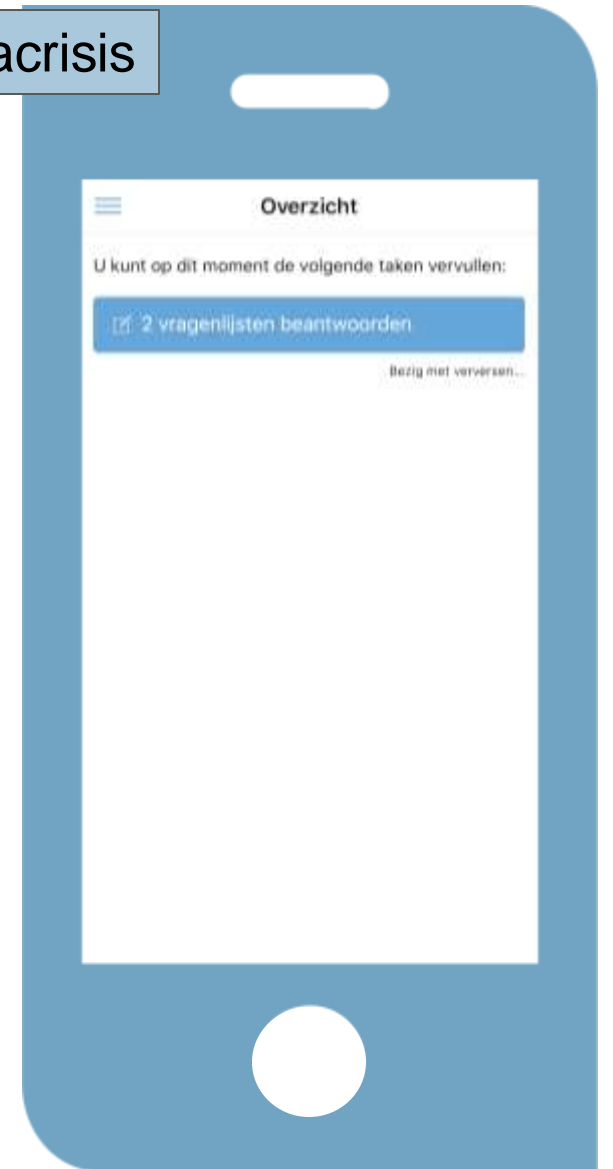 acrisis
Overzicht
U kunt op dit moment de volgende taken vervullen:
2 vragenlijsten beantwoorden
Bezig met verversen...